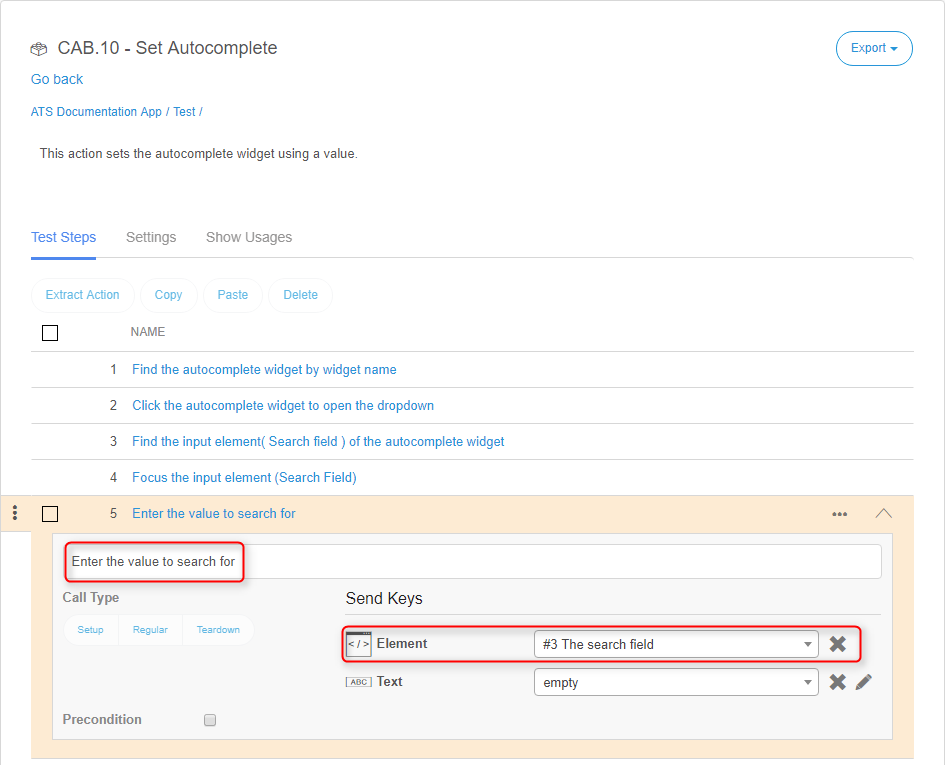 CAB.10 - Set Autocomplete
Export
Go back
ATS Documentation App / Test /
This action sets the autocomplete widget using a value.
Test Steps Settings Show Usages
Extract Action Copy Paste Delete
NAME
1 Find the autocomplete widget by widget name
2 Click the autocomplete widget to open the dropdown
3 Find the input element( Search field ) of the autocomplete widget
4 Focus the input element (Search Field)
5 Enter the value to search for
Enter the value to search for
Call Type
Setup Regular Teardown
Send Keys
</> Element #3 The search field
ABC Text empty
Precondition